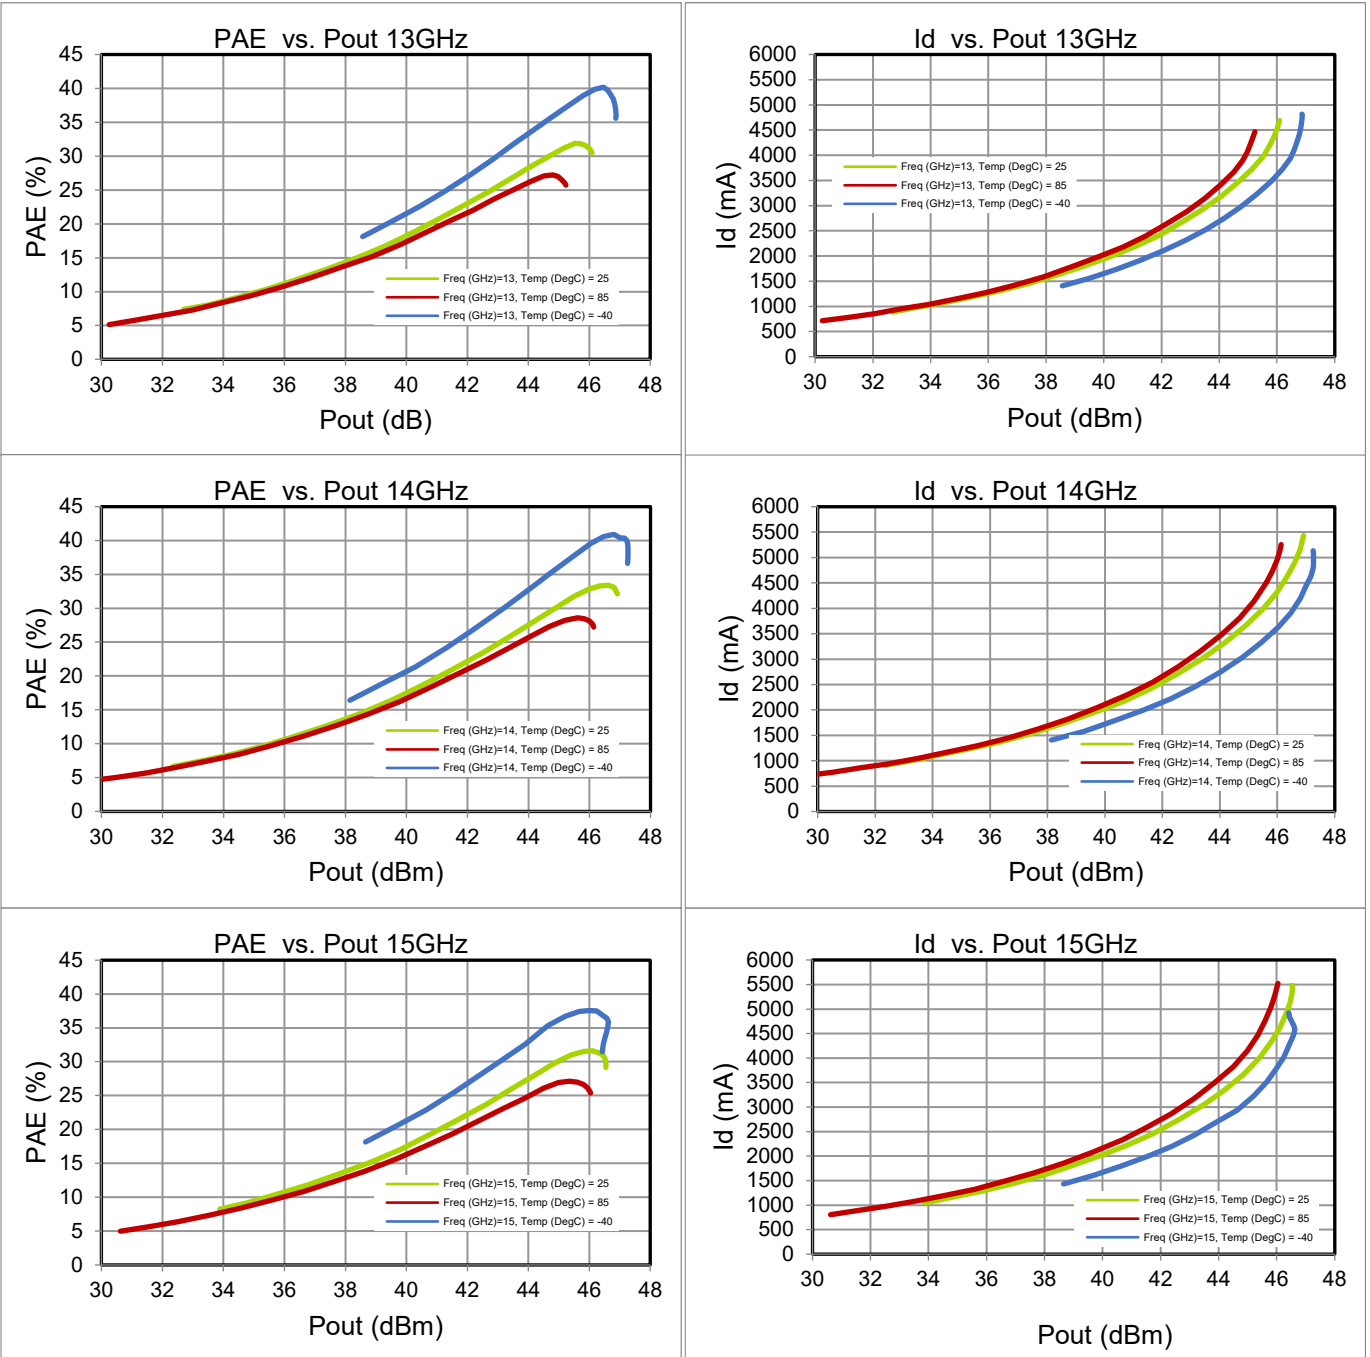 PAE vs. Pout 13GHz
45
40
35
30
25
20
15
10
5
0
PAE (%)
Freq (GHz)=13, Temp (DegC) = 25
Freq (GHz)=13, Temp (DegC) = 85
Freq (GHz)=13, Temp (DegC) = -40
30 32 34 36 38 40 42 44 46 48
Pout (dB)
Id vs. Pout 13GHz
6000
5500
5000
4500
4000
3500
3000
2500
2000
1500
1000
500
0
Id (mA)
Freq (GHz)=13, Temp (DegC) = 25
Freq (GHz)=13, Temp (DegC) = 85
Freq (GHz)=13, Temp (DegC) = -40
30 32 34 36 38 40 42 44 46 48
Pout (dBm)
PAE vs. Pout 14GHz
45
40
35
30
25
20
15
10
5
0
PAE (%)
Freq (GHz)=14, Temp (DegC) = 25
Freq (GHz)=14, Temp (DegC) = 85
Freq (GHz)=14, Temp (DegC) = -40
30 32 34 36 38 40 42 44 46 48
Pout (dBm)
Id vs. Pout 14GHz
6000
5500
5000
4500
4000
3500
3000
2500
2000
1500
1000
500
0
Id (mA)
Freq (GHz)=14, Temp (DegC) = 25
Freq (GHz)=14, Temp (DegC) = 85
Freq (GHz)=14, Temp (DegC) = -40
30 32 34 36 38 40 42 44 46 48
Pout (dBm)
PAE vs. Pout 15GHz
45
40
35
30
25
20
15
10
5
0
PAE (%)
Freq (GHz)=15, Temp (DegC) = 25
Freq (GHz)=15, Temp (DegC) = 85
Freq (GHz)=15, Temp (DegC) = -40
30 32 34 36 38 40 42 44 46 48
Pout (dBm)
Id vs. Pout 15GHz
6000
5500
5000
4500
4000
3500
3000
2500
2000
1500
1000
500
0
Id (mA)
Freq (GHz)=15, Temp (DegC) = 25
Freq (GHz)=15, Temp (DegC) = 85
Freq (GHz)=15, Temp (DegC) = -40
30 32 34 36 38 40 42 44 46 48
Pout (dBm)